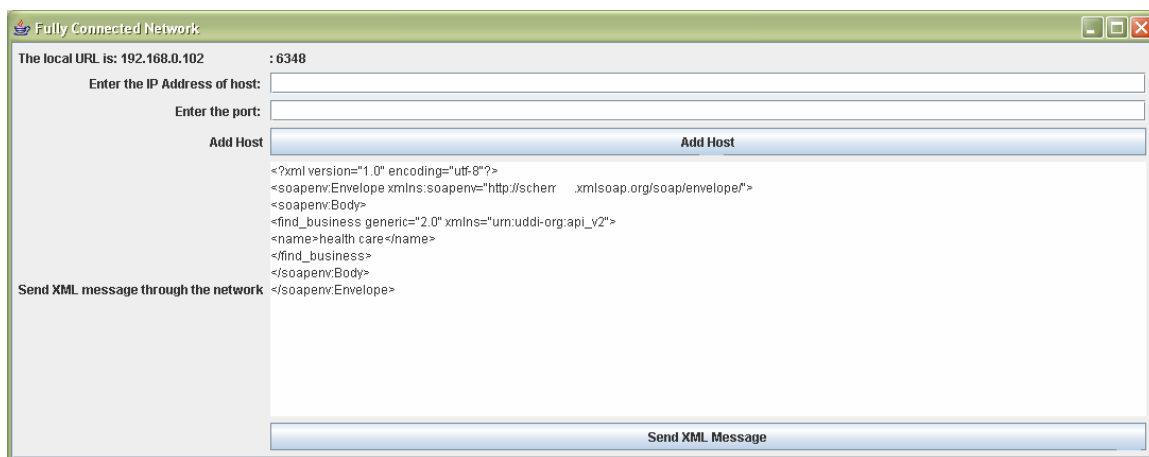 Fully Connected Network
The local URL is: 192.168.0.102 : 6348
Enter the IP Address of host:
Enter the port:
Add Host Add Host
<?xml version="1.0" encoding="utf-8"?>
<soapenv:Envelope xmlns:soapenv="http://schem .xmlsoap.org/soap/envelope/">
<soapenv:Body>
<find_business generic="2.0" xmlns="urn:uddi-org:api_v2">
<name>health care</name>
</find_business>
</soapenv:Body>
Send XML message through the network </soapenv:Envelope>
Send XML Message